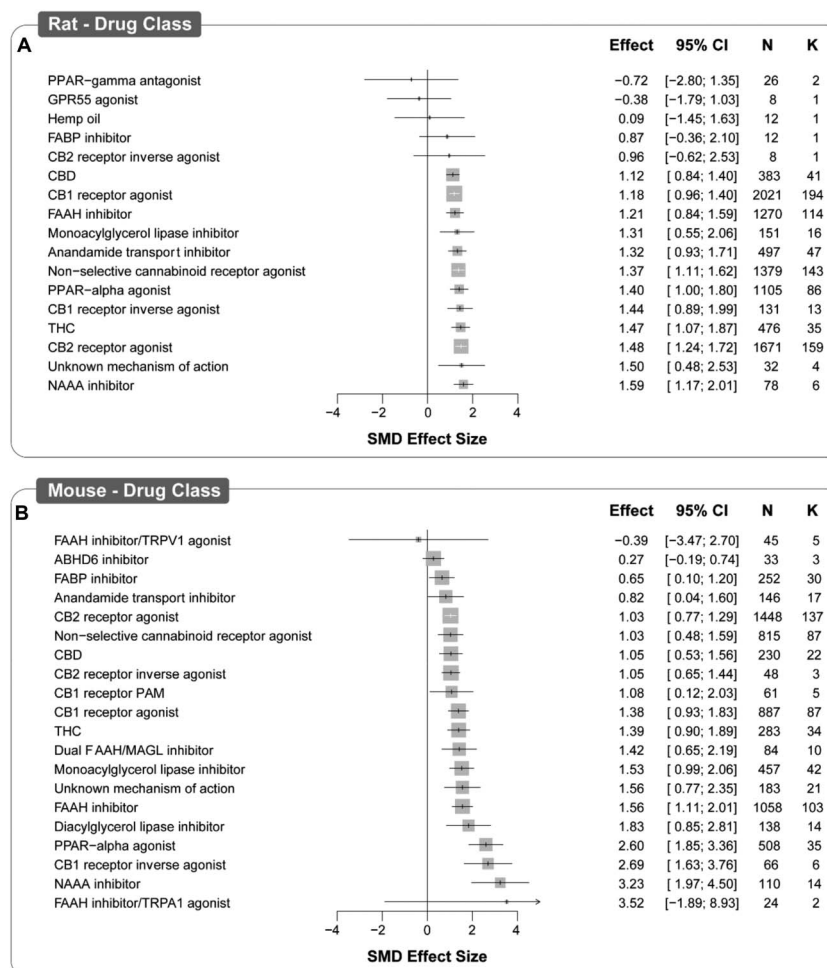 Rat - Drug Class
A
Effect 95% CI N K
PPAR−gamma antagonist −0.72 [−2.80; 1.35] 26 2
GPR55 agonist −0.38 [−1.79; 1.03] 8 1
Hemp oil 0.09 [−1.45; 1.63] 12 1
FABP inhibitor 0.87 [−0.36; 2.10] 12 1
CB2 receptor inverse agonist 0.96 [−0.62; 2.53] 8 1
CBD 1.12 [ 0.84; 1.40] 383 41
CB1 receptor agonist 1.18 [ 0.96; 1.40] 2021 194
FAAH inhibitor 1.21 [ 0.84; 1.59] 1270 114
Monoacylglycerol lipase inhibitor 1.31 [ 0.55; 2.06] 151 16
Anandamide transport inhibitor 1.32 [ 0.93; 1.71] 497 47
Non-selective cannabinoid receptor agonist 1.37 [ 1.11; 1.62] 1379 143
PPAR−alpha agonist 1.40 [ 1.00; 1.80] 1105 86
CB1 receptor inverse agonist 1.44 [ 0.89; 1.99] 131 13
THC 1.47 [ 1.07; 1.87] 476 35
CB2 receptor agonist 1.48 [ 1.24; 1.72] 1671 159
Unknown mechanism of action 1.50 [ 0.48; 2.53] 32 4
NAAA inhibitor 1.59 [ 1.17; 2.01] 78 6
−4 −2 0 2 4
SMD Effect Size
Mouse - Drug Class
B
Effect 95% CI N K
FAAH inhibitor/TRPV1 agonist −0.39 [−3.47; 2.70] 45 5
ABHD6 inhibitor 0.27 [−0.19; 0.74] 33 3
FABP inhibitor 0.65 [ 0.10; 1.20] 252 30
Anandamide transport inhibitor 0.82 [ 0.04; 1.60] 146 17
CB2 receptor agonist 1.03 [ 0.77; 1.29] 1448 137
Non-selective cannabinoid receptor agonist 1.03 [ 0.48; 1.59] 815 87
CBD 1.05 [ 0.53; 1.56] 230 22
CB2 receptor inverse agonist 1.05 [ 0.65; 1.44] 48 3
CB1 receptor PAM 1.08 [ 0.12; 2.03] 61 5
CB1 receptor agonist 1.38 [ 0.93; 1.83] 887 87
THC 1.39 [ 0.90; 1.89] 283 34
Dual FAAH/MAGL inhibitor 1.42 [ 0.65; 2.19] 84 10
Monoacylglycerol lipase inhibitor 1.53 [ 0.99; 2.06] 457 42
Unknown mechanism of action 1.56 [ 0.77; 2.35] 183 21
FAAH inhibitor 1.56 [ 1.11; 2.01] 1058 103
Diacylglycerol lipase inhibitor 1.83 [ 0.85; 2.81] 138 14
PPAR−alpha agonist 2.60 [ 1.85; 3.36] 508 35
CB1 receptor inverse agonist 2.69 [ 1.63; 3.76] 66 6
NAAA inhibitor 3.23 [ 1.97; 4.50] 110 14
FAAH inhibitor/TRPA1 agonist 3.52 [−1.89; 8.93] 24 2
−4 −2 0 2 4
SMD Effect Size